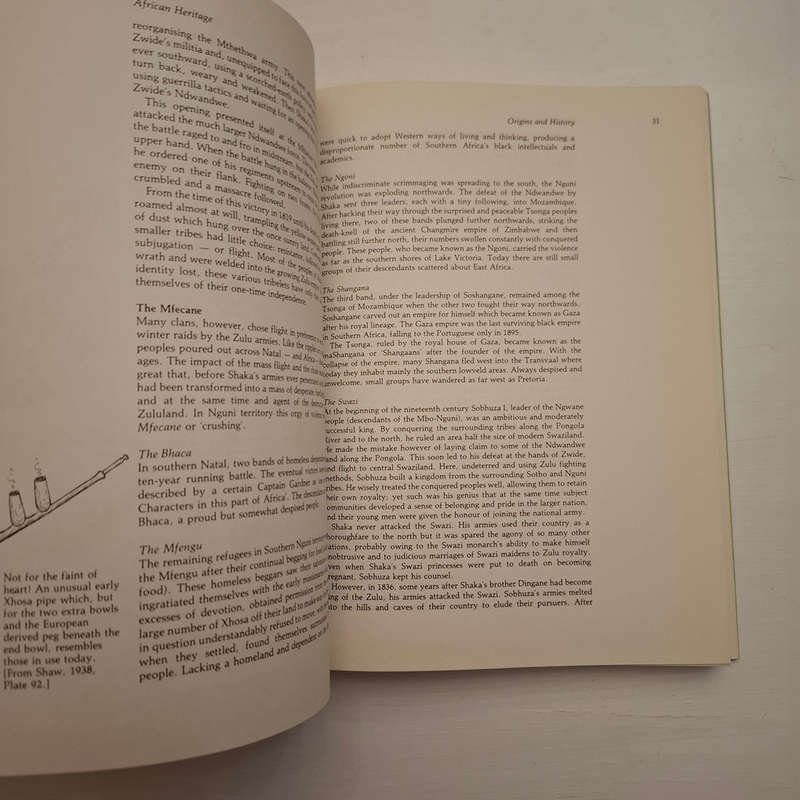 African Heritage
reorganising the Mthethwa army. This
Zwide's militia and, unequipped to face this
ever southward, using a scorched-earth
turn back, weary and weakened. Then Shaka
using guerrilla tactics and waiting for an
Zwide's Ndwandwe.
This opening presented itself at the
attacked the much larger Ndwandwe force.
the battle raged to and fro in midstream,
upper hand. When the battle hung in the
he ordered one of his regiments upstream
enemy on their flank. Fighting on two
crumbled and a massacre followed.
From the time of this victory in 1819 until his
roamed almost at will, trampling the yellow
of dust which hung over the once sunny land
smaller tribes had little choice: resistance,
subjugation — or flight. Most of the peoples
wrath and were welded into the growing Zulu
identity lost, these various tribelets have
themselves of their one-time independence.
The Mfecane
Many clans, however, chose flight in preference to
winter raids by the Zulu armies. Like the ripples
peoples poured out across Natal — and Africa
ages. The impact of the mass flight and
great that, before Shaka's armies ever penetrated
had been transformed into a mass of desperate,
and at the same time and agent of the
Zululand. In Nguni territory this orgy of
Mfecane or 'crushing'.
The Bhaca
In southern Natal, two bands of homeless
ten-year running battle. The eventual
described by a certain Captain Gardner
Characters in this part of Africa'. The descendants
Bhaca, a proud but somewhat despised people.
The Mfengu
The remaining refugees in Southern Nguni
the Mfengu after their continual begging for
food). These homeless beggars saw their
ingratiated themselves with the early
excesses of devotion, obtained permission
large number of Xhosa off their land to make
in question understandably refused to move,
when they settled, found themselves
people. Lacking a homeland and dependent on
Not for the faint of
heart! An unusual early
Xhosa pipe which, but
for the two extra bowls
and the European
derived peg beneath the
end bowl, resembles
those in use today.
[From Shaw, 1938,
Plate 92.]
Origins and History 31
were quick to adopt Western ways of living and thinking, producing a
disproportionate number of Southern Africa's black intellectuals and
academics.
The Ngoni
While indiscriminate scrimmaging was spreading to the south, the Nguni
revolution was exploding northwards. The defeat of the Ndwandwe by
Shaka sent three leaders, each with a tiny following, into Mozambique.
After hacking their way through the surprised and peaceable Tsonga peoples
living there, two of these bands plunged further northwards, striking the
death-knell of the ancient Changmire empire of Zimbabwe and then
battling still further north, their numbers swollen constantly with conquered
people. These people, who became known as the Ngoni, carried the violence
as far as the southern shores of Lake Victoria. Today there are still small
groups of their descendants scattered about East Africa.
The Shangana
The third band, under the leadership of Soshangane, remained among the
Tsonga of Mozambique when the other two fought their way northwards.
Soshangane carved out an empire for himself which became known as Gaza
after his royal lineage. The Gaza empire was the last surviving black empire
in Southern Africa, falling to the Portuguese only in 1895.
The Tsonga, ruled by the royal house of Gaza, became known as the
maShangana or 'Shangaans' after the founder of the empire. With the
collapse of the empire, many Shangana fled west into the Transvaal where
today they inhabit mainly the southern lowveld areas. Always despised and
unwelcome, small groups have wandered as far west as Pretoria.
The Swazi
At the beginning of the nineteenth century Sobhuza I, leader of the Ngwane
people (descendants of the Mbo-Nguni), was an ambitious and moderately
successful king. By conquering the surrounding tribes along the Pongola
River and to the north, he ruled an area half the size of modern Swaziland.
He made the mistake however of laying claim to some of the Ndwandwe
land along the Pongola. This soon led to his defeat at the hands of Zwide,
and flight to central Swaziland. Here, undeterred and using Zulu fighting
methods, Sobhuza built a kingdom from the surrounding Sotho and Nguni
tribes. He wisely treated the conquered peoples well, allowing them to retain
their own royalty; yet such was his genius that at the same time subject
communities developed a sense of belonging and pride in the larger nation,
and their young men were given the honour of joining the national army.
Shaka never attacked the Swazi. His armies used their country as a
thoroughfare to the north but it was spared the agony of so many other
nations, probably owing to the Swazi monarch's ability to make himself
unobtrusive and to judicious marriages of Swazi maidens to Zulu royalty.
Even when Shaka's Swazi princesses were put to death on becoming
pregnant, Sobhuza kept his counsel.
However, in 1836, some years after Shaka's brother Dingane had become
king of the Zulu, his armies attacked the Swazi. Sobhuza's armies melted
into the hills and caves of their country to elude their pursuers. After